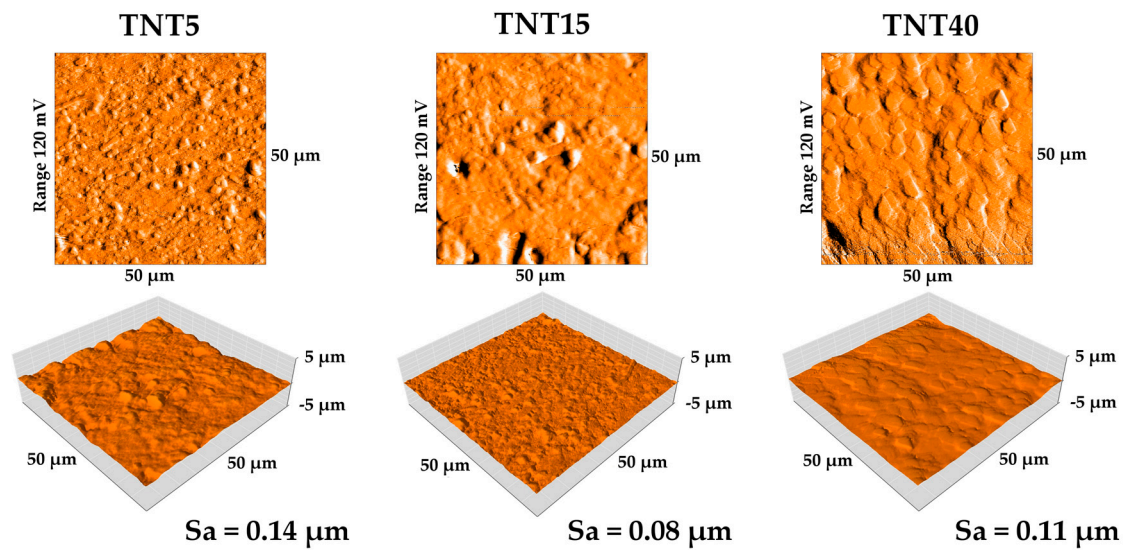 TNT5
TNT15
TNT40
Range 120 mV
50 µm
50 µm
Range 120 mV
50 µm
50 µm
Range 120 mV
50 µm
50 µm
5 µm
-5 µm
50 µm
50 µm
5 µm
-5 µm
50 µm
50 µm
5 µm
-5 µm
50 µm
50 µm
Sa = 0.14 µm
Sa = 0.08 µm
Sa = 0.11 µm